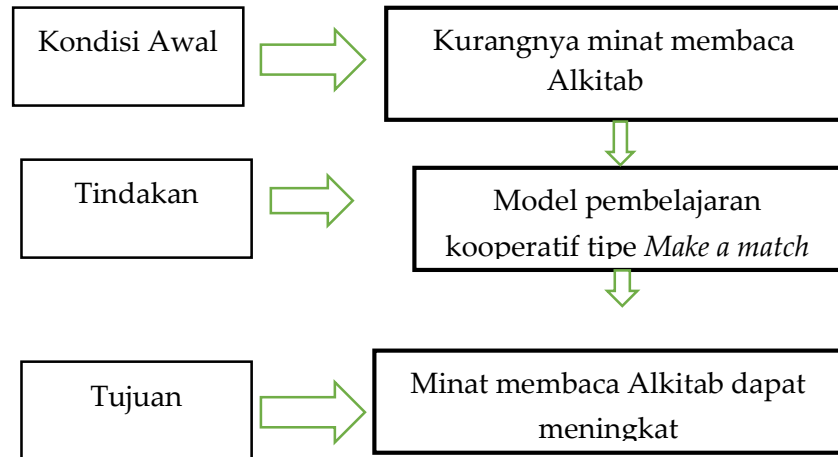 Kondisi Awal
Kurangnya minat membaca
Alkitab
Tindakan
Model pembelajaran
kooperatif tipe Make a match
Tujuan
Minat membaca Alkitab dapat
meningkat